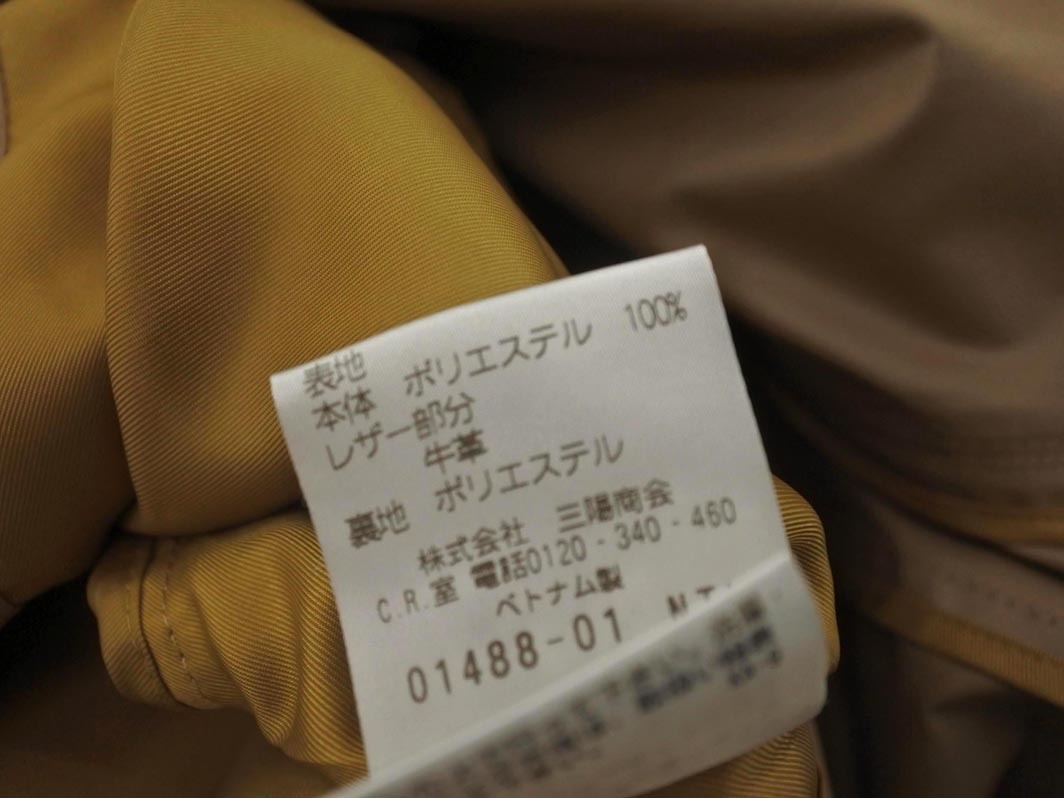 表地
本体 ポリエステル 100%
レザー部分
牛革
裏地 ポリエステル
株式会社 三陽商会
C.R.室 電話0120-340-460
ベトナム製
01488-01